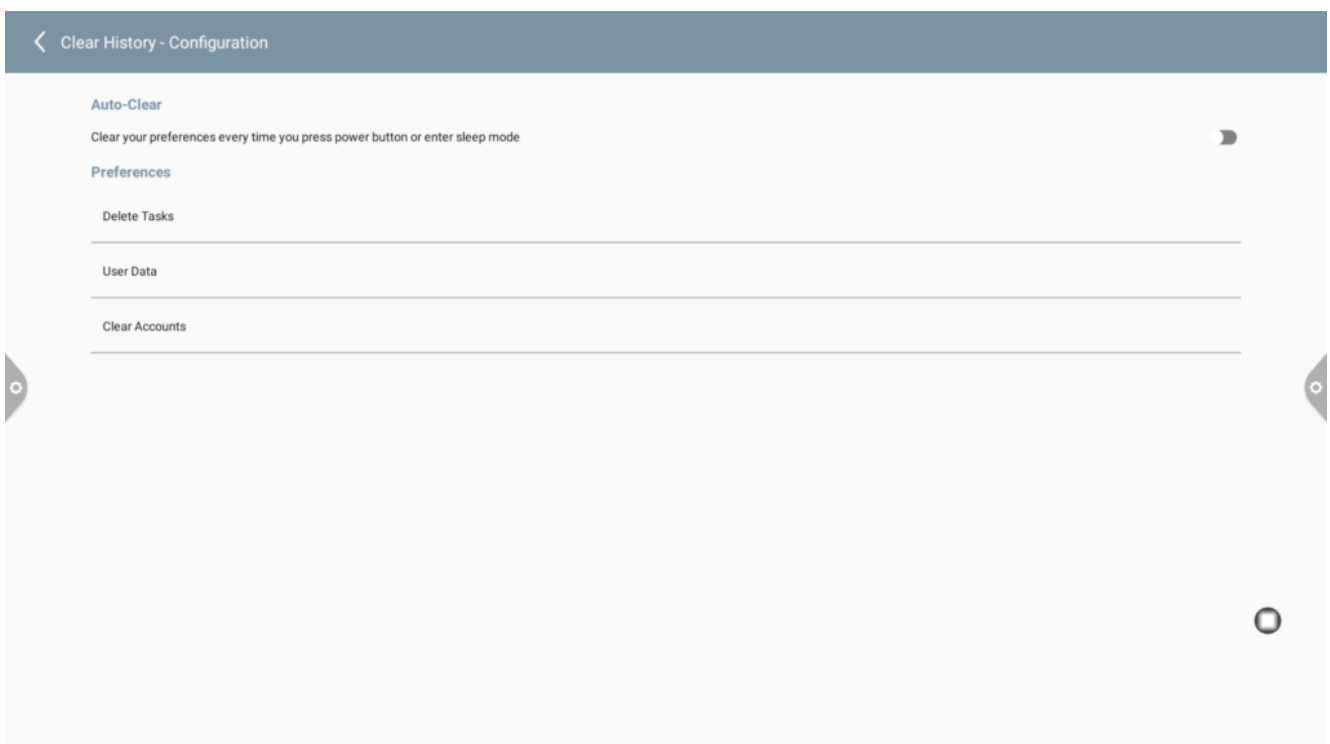 Clear History - Configuration
Auto-Clear
Clear your preferences every time you press power button or enter sleep mode
Preferences
Delete Tasks
User Data
Clear Accounts